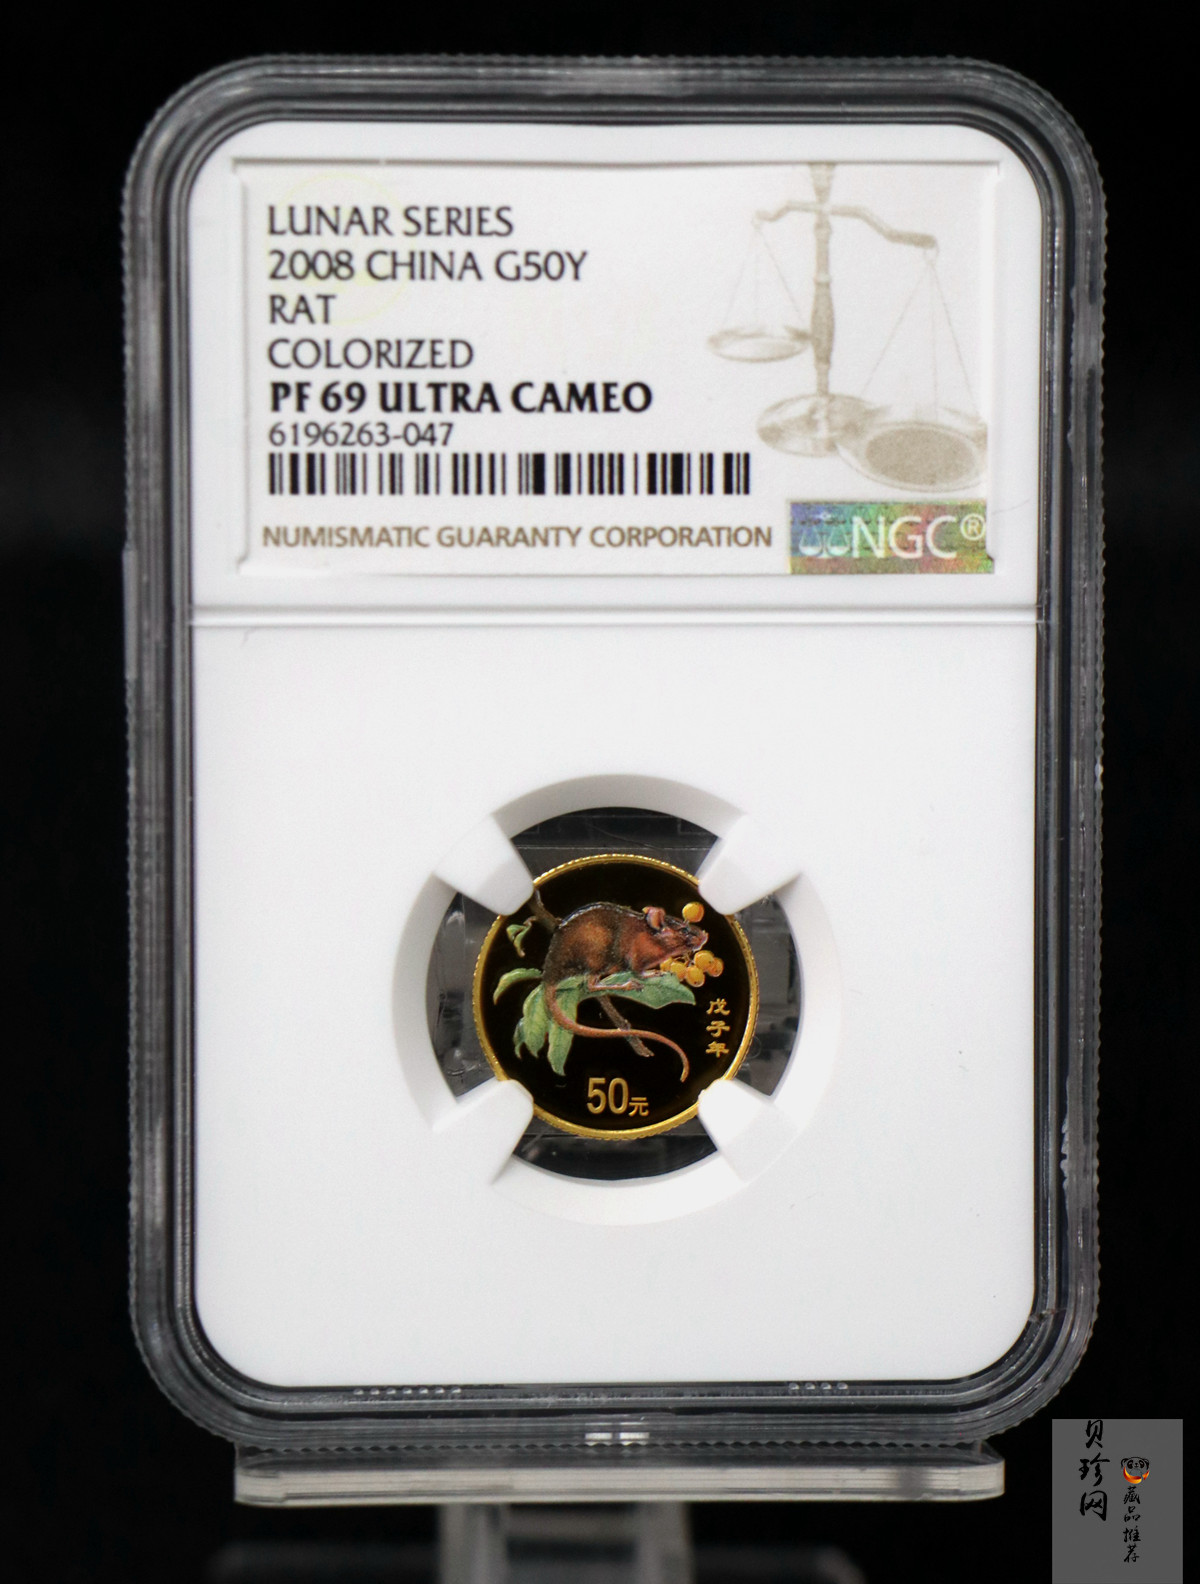 LUNAR SERIES
2008 CHINA G50Y
RAT
COLORIZED
PF 69 ULTRA CAMEO
6196263-047
NUMISMATIC GUARANTY CORPORATION
NGC®
戊子年
50元
贝珍网
藏品推荐